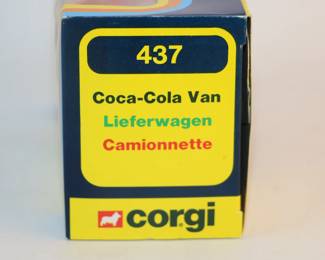 437
Coca-Cola Van
Lieferwagen
Camionnette
corgi